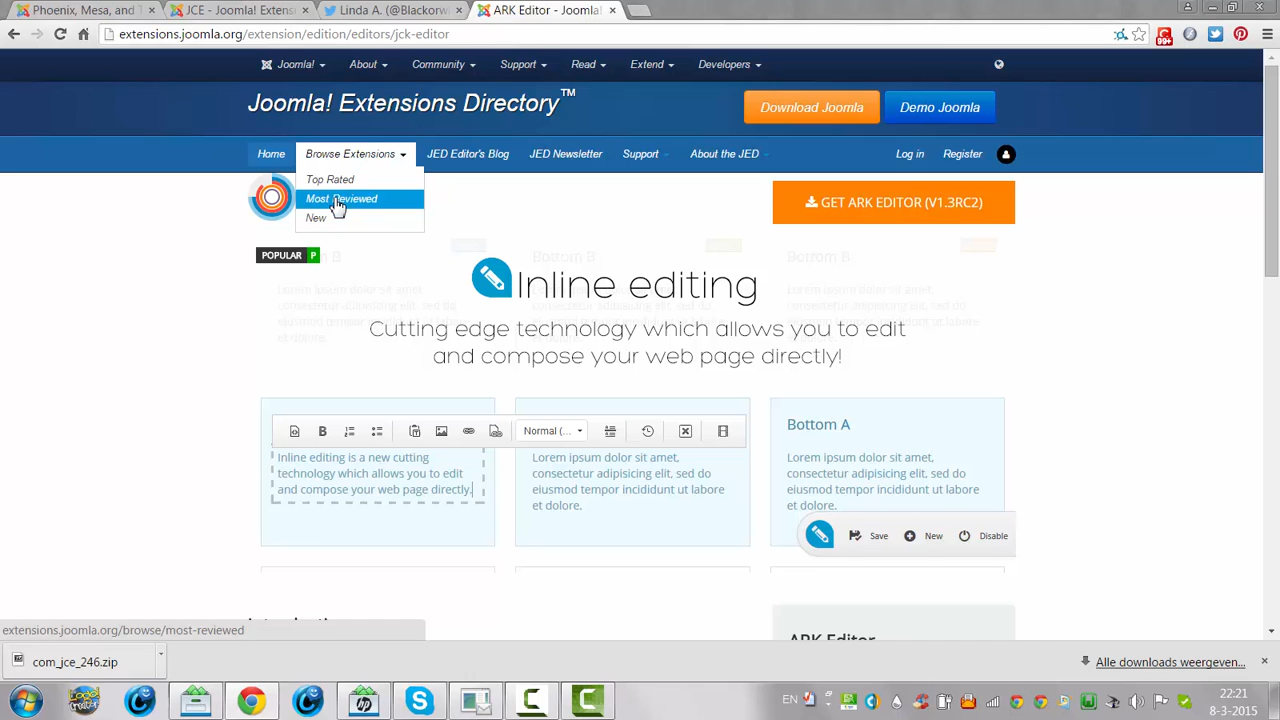 Phoenix, Mesa, and T
JCE - Joomla! Extens
Linda A. (@Blackorwl
ARK Editor - Joomla!
extensions.joomla.org/extension/edition/editors/jck-editor
99+
Joomla! About Community Support Read Extend Developers
Joomla! Extensions Directory™
Download Joomla
Demo Joomla
Home Browse Extensions JED Editor's Blog JED Newsletter Support About the JED Log in Register
Top Rated
Most Reviewed
New
GET ARK EDITOR (V1.3RC2)
POPULAR P
Bottom B
Bottom B
Inline editing
Cutting edge technology which allows you to edit
and compose your web page directly!
Normal (...
Bottom A
Inline editing is a new cutting
technology which allows you to edit
and compose your web page directly.
Lorem ipsum dolor sit amet,
consectetur adipisicing elit, sed do
eiusmod tempor incididunt ut labore
et dolore.
Lorem ipsum dolor sit amet,
consectetur adipisicing elit, sed do
eiusmod tempor incididunt ut labore
et dolore.
Save New Disable
ARK Editor
extensions.joomla.org/browse/most-reviewed
com_jce_246.zip
Alle downloads weergeven...
EN
22:21
8-3-2015